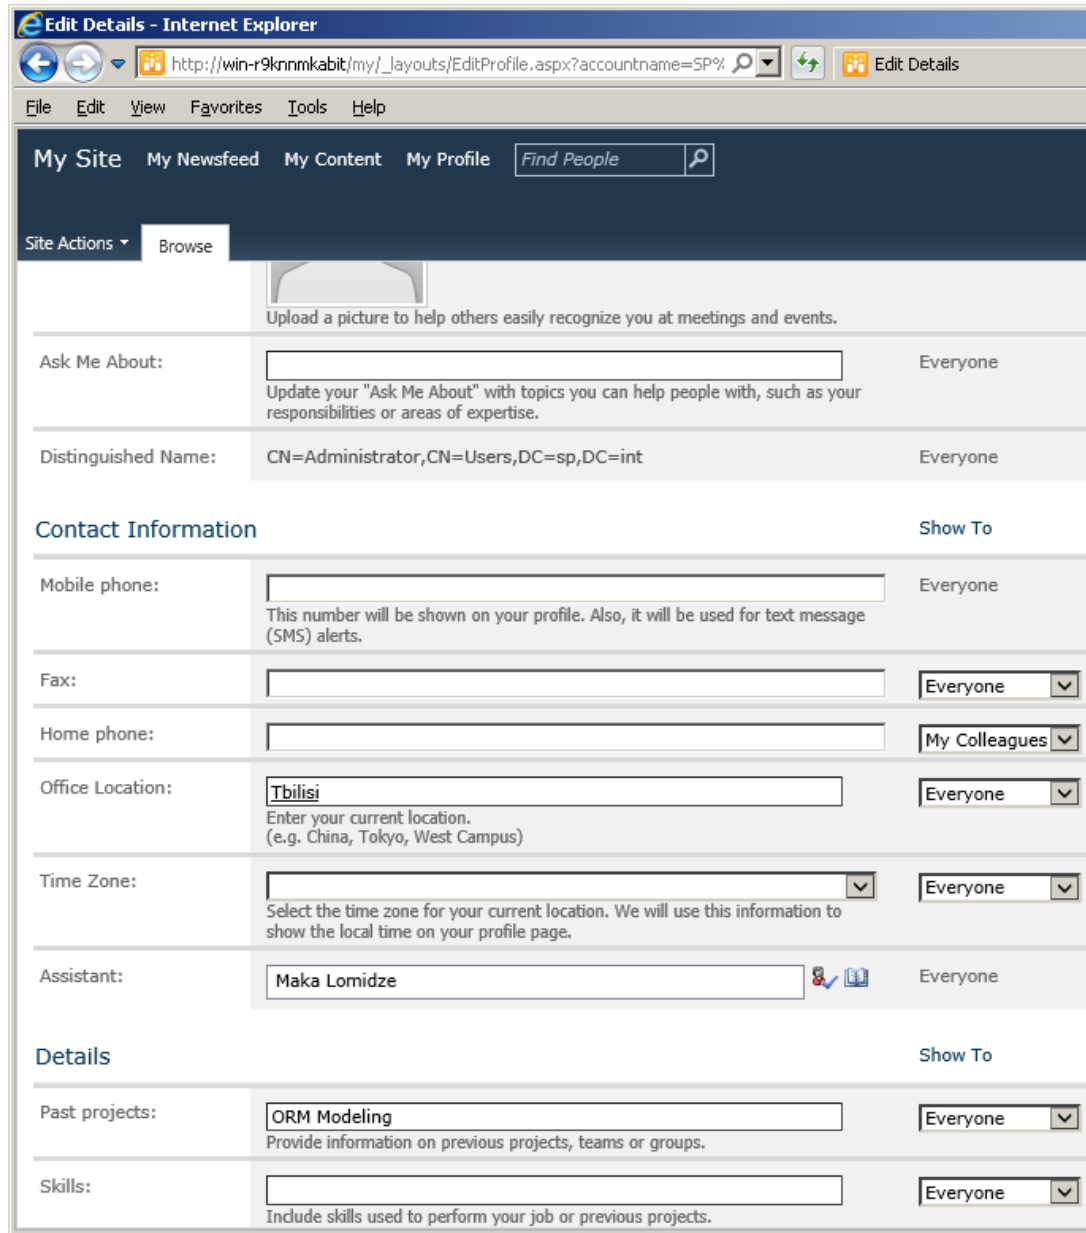 Edit Details - Internet Explorer
http://win-r9knnmkabit/my/_layouts/EditProfile.aspx?accountname=SP%
Edit Details
File Edit View Favorites Tools Help
My Site My Newsfeed My Content My Profile Find People
Site Actions Browse
Upload a picture to help others easily recognize you at meetings and events.
Ask Me About: Everyone
Update your "Ask Me About" with topics you can help people with, such as your
responsibilities or areas of expertise.
Distinguished Name: CN=Administrator,CN=Users,DC=sp,DC=int Everyone
Contact Information Show To
Mobile phone: Everyone
This number will be shown on your profile. Also, it will be used for text message
(SMS) alerts.
Fax: Everyone
Home phone: My Colleagues
Office Location: Tbilisi Everyone
Enter your current location.
(e.g. China, Tokyo, West Campus)
Time Zone: Everyone
Select the time zone for your current location. We will use this information to
show the local time on your profile page.
Assistant: Maka Lomidze Everyone
Details Show To
Past projects: ORM Modeling Everyone
Provide information on previous projects, teams or groups.
Skills: Everyone
Include skills used to perform your job or previous projects.